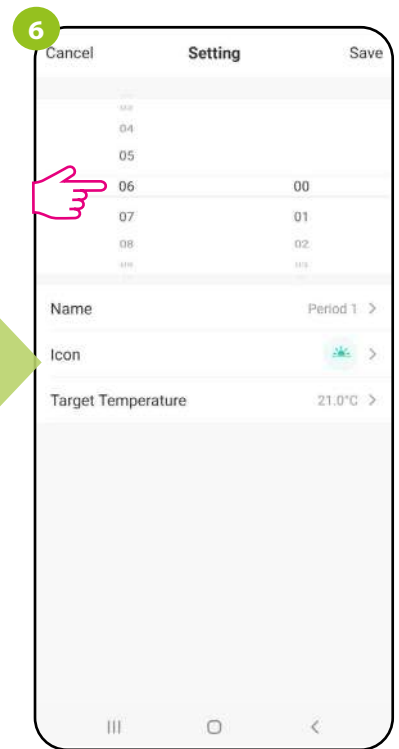 6
Cancel Setting Save
04
05
06 00
07 01
08 02
Name Period 1 >
Icon >
Target Temperature 21.0°C >